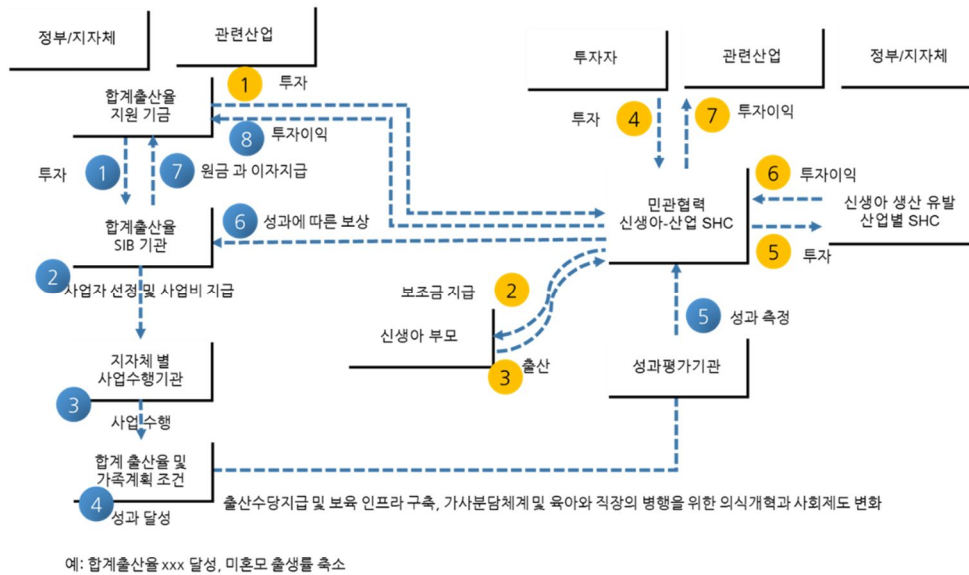 정부/지자체
관련산업
합계출산율
지원 기금
1
투자
8
투자이익
투자
1
7
원금 과 이자지급
합계출산율
SIB 기관
6
성과에 따른 보상
2
사업자 선정 및 사업비 지급
지자체 별
사업수행기관
3
사업 수행
합계 출산율 및
가족계획 조건
4
성과 달성
투자자
관련산업
정부/지자체
투자
4
7
투자이익
민관협력
신생아-산업 SHC
6
투자이익
5
투자
신생아 생산 유발
산업별 SHC
보조금 지급
2
신생아 부모
3
출산
5
성과 측정
성과평가기관
출산수당지급 및 보육 인프라 구축, 가사분담체계 및 육아와 직장의 병행을 위한 의식개혁과 사회제도 변화
예: 합계출산율 xxx 달성, 미혼모 출생률 축소